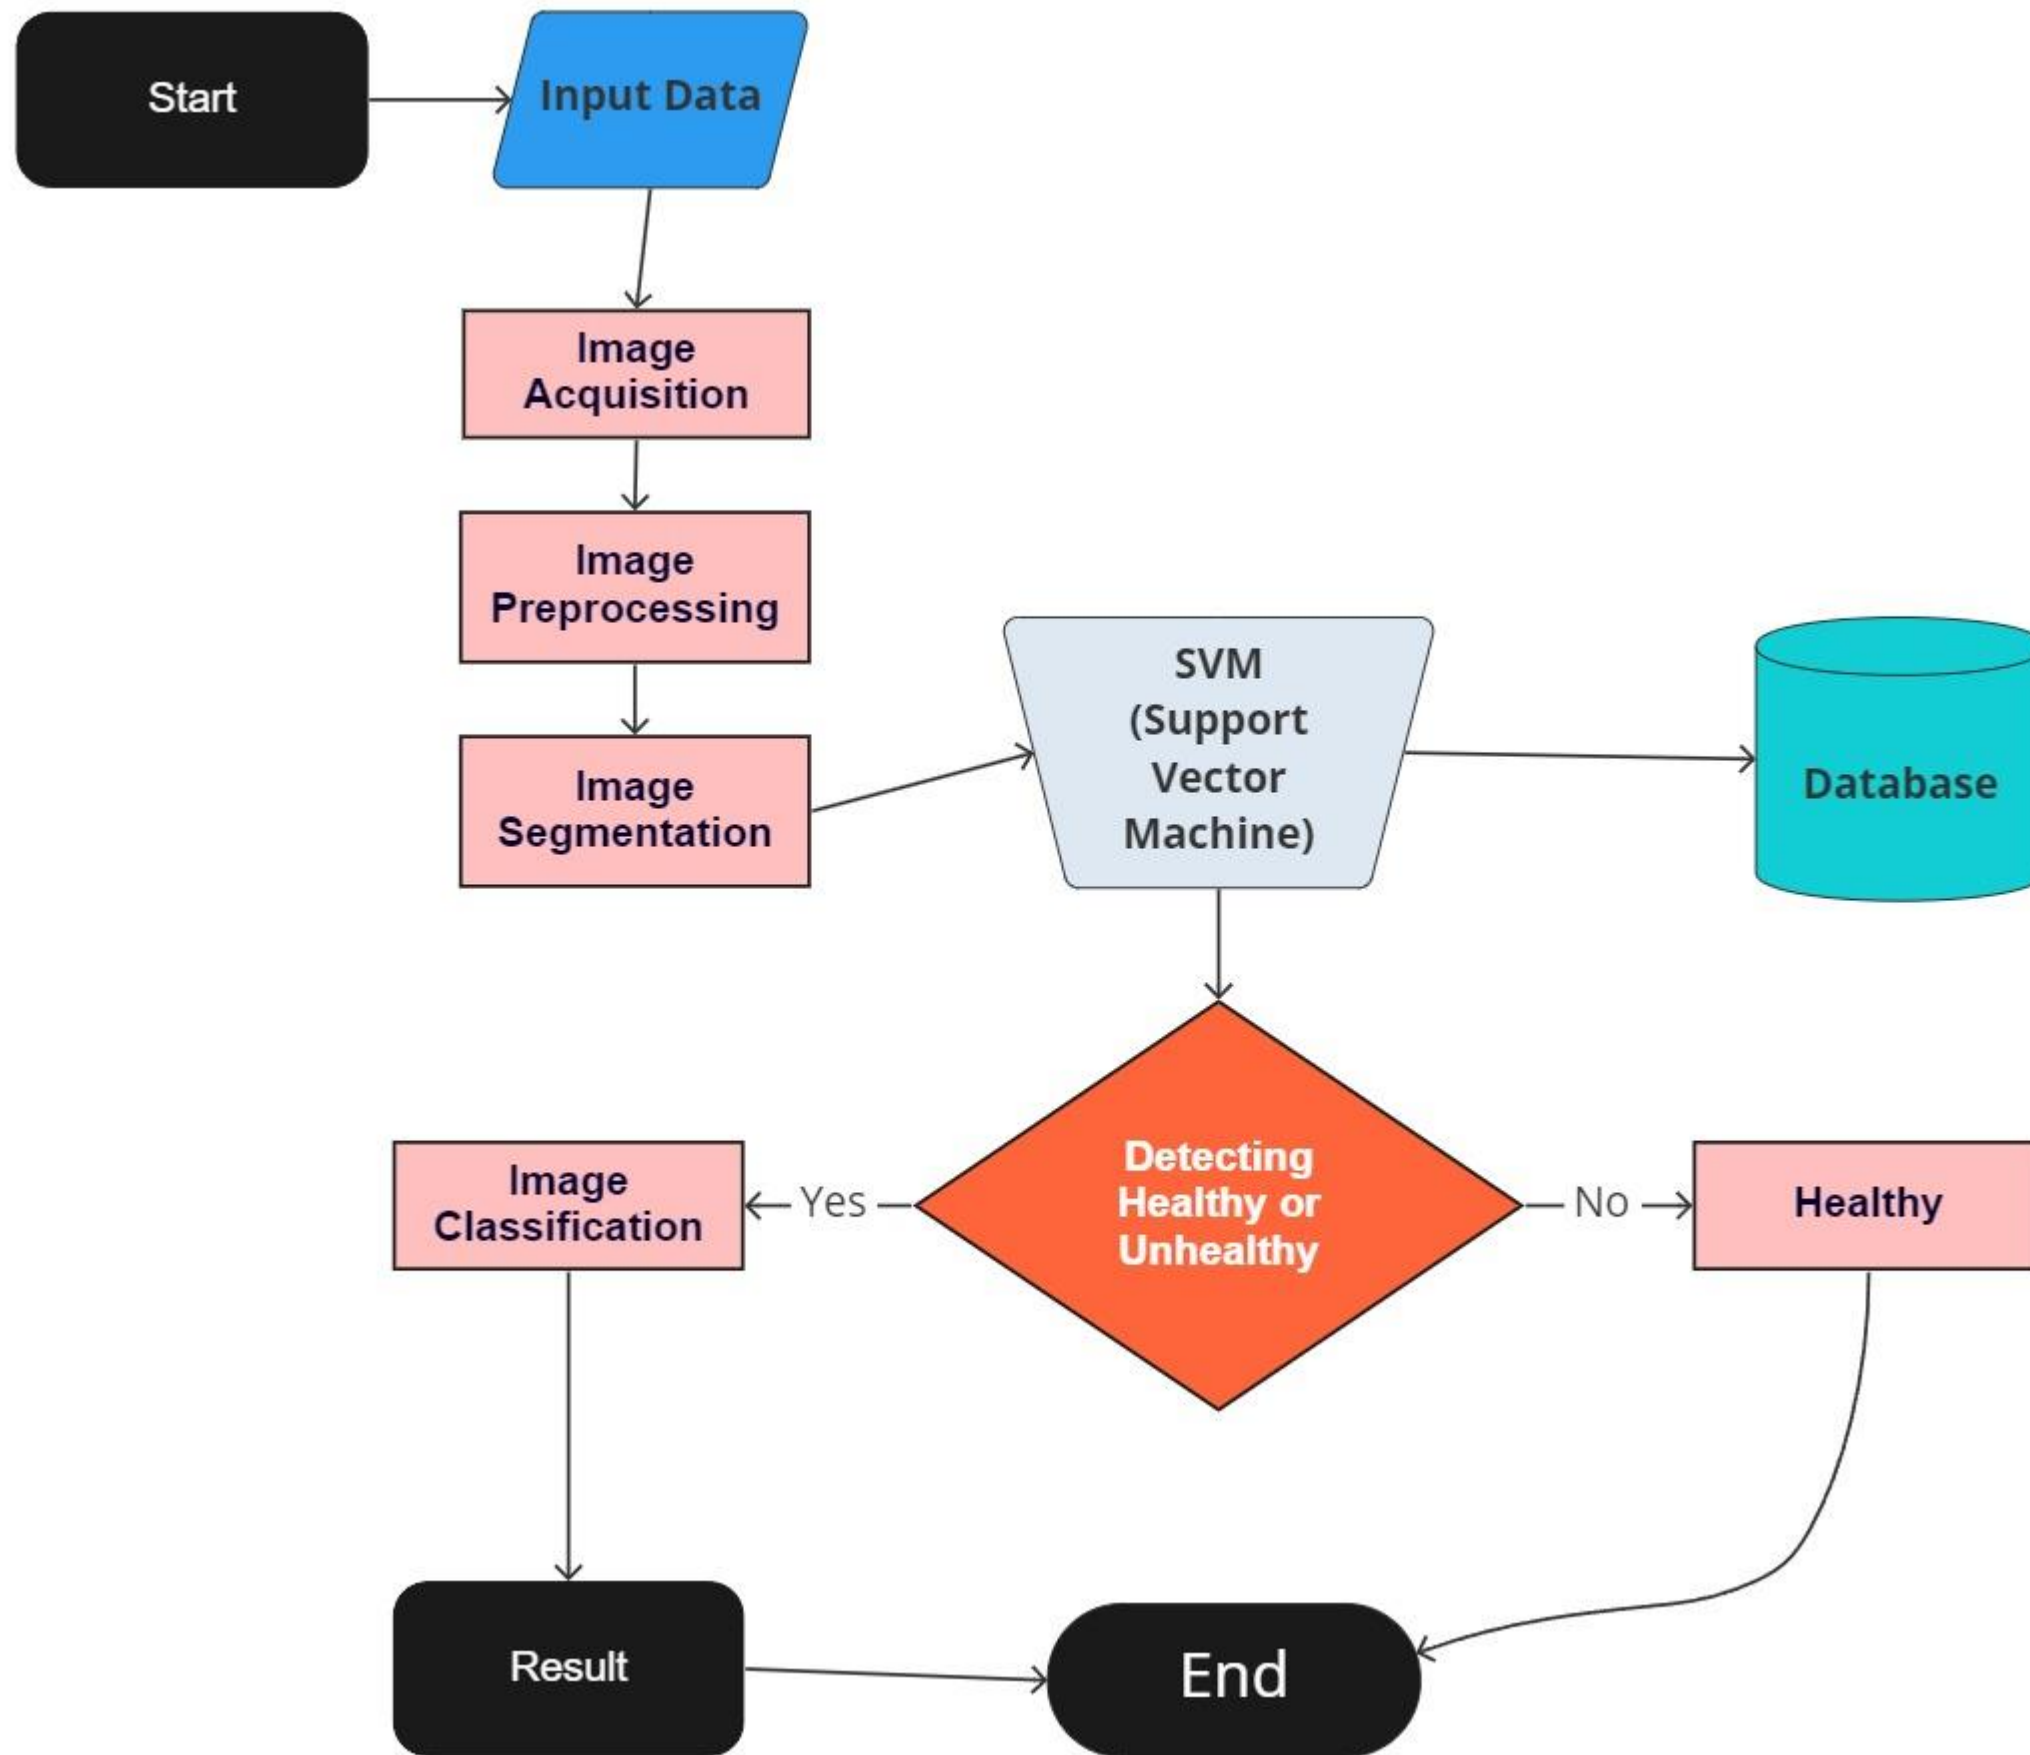 Start
Input Data
Image
Acquisition
Image
Preprocessing
Image
Segmentation
SVM
(Support
Vector
Machine)
Database
Detecting
Healthy or
Unhealthy
Yes
No
Image
Classification
Healthy
Result
End